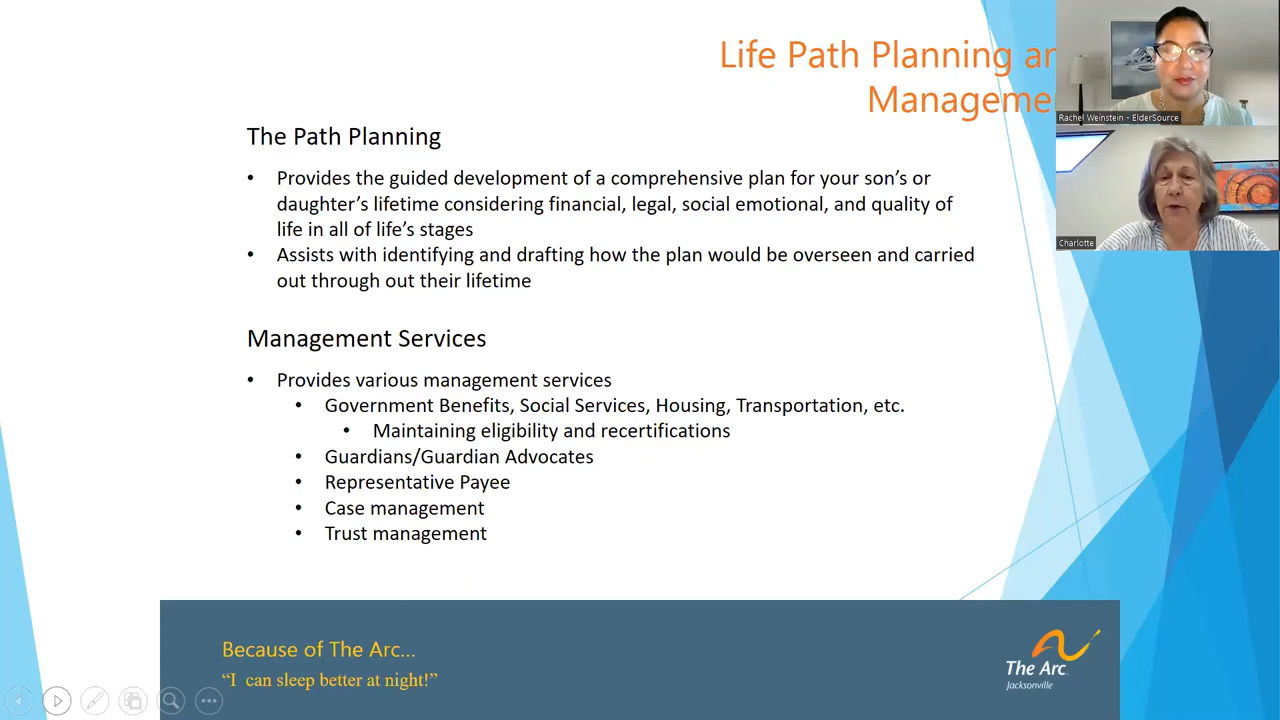 Life Path Planning an
Manageme
Rachel Weinstein - ElderSource
Charlotte
The Path Planning
• Provides the guided development of a comprehensive plan for your son’s or
daughter’s lifetime considering financial, legal, social emotional, and quality of
life in all of life’s stages
• Assists with identifying and drafting how the plan would be overseen and carried
out through out their lifetime
Management Services
• Provides various management services
• Government Benefits, Social Services, Housing, Transportation, etc.
• Maintaining eligibility and recertifications
• Guardians/Guardian Advocates
• Representative Payee
• Case management
• Trust management
Because of The Arc…
“I can sleep better at night!”
The Arc
Jacksonville